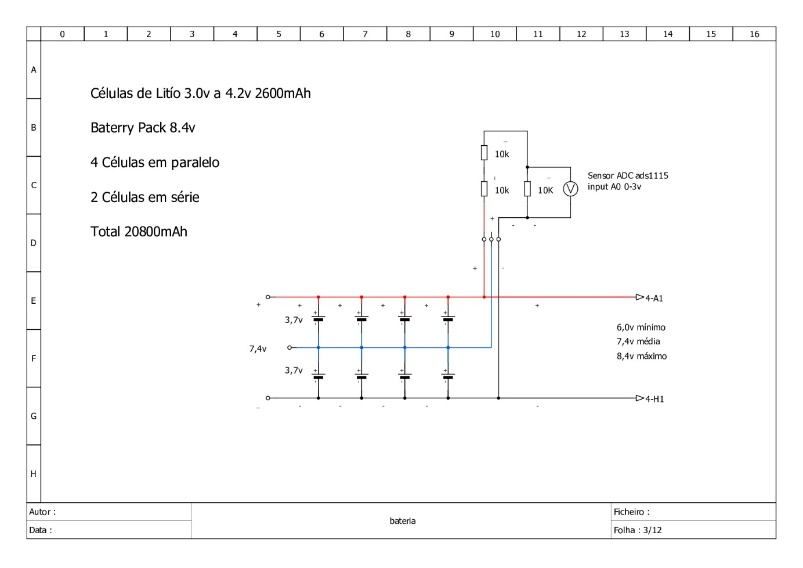 0 1 2 3 4 5 6 7 8 9 10 11 12 13 14 15 16
A
Células de Litío 3.0v a 4.2v 2600mAh
B
Baterry Pack 8.4v
10k
4 Células em paralelo
C
10k 10K V
Sensor ADC ads1115
input A0 0-3v
2 Células em série
Total 20800mAh
D
E
4-A1
3,7v
6,0v mínimo
7,4v média
8,4v máximo
7,4v
F
3,7v
4-H1
G
H
Autor :
Data :
bateria
Ficheiro :
Folha : 3/12